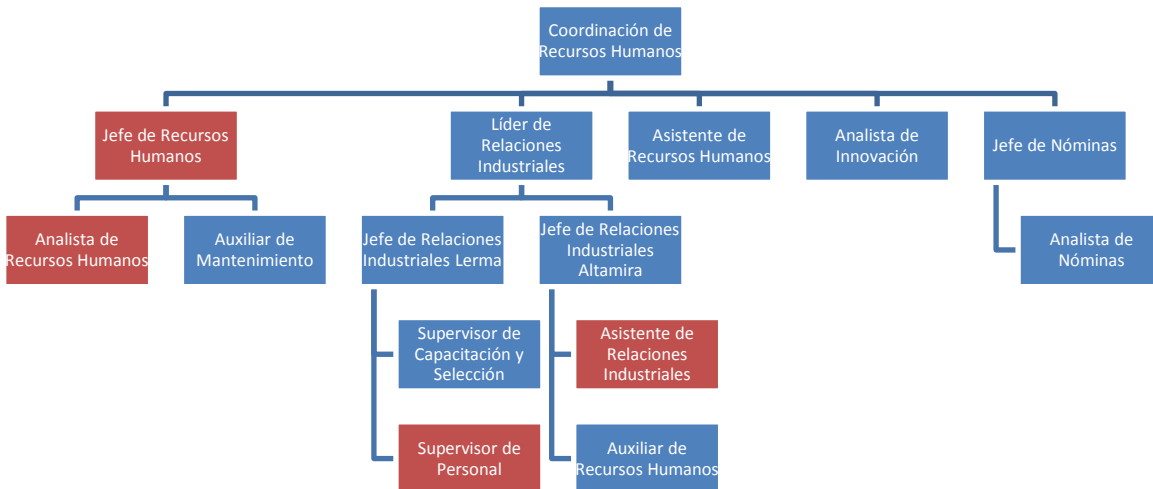 Coordinación de
Recursos Humanos
Jefe de Recursos
Humanos
Líder de
Relaciones
Industriales
Asistente de
Recursos Humanos
Analista de
Innovación
Jefe de Nóminas
Analista de
Recursos Humanos
Auxiliar de
Mantenimiento
Jefe de Relaciones
Industriales Lerma
Jefe de Relaciones
Industriales
Altamira
Analista de
Nóminas
Supervisor de
Capacitación y
Selección
Asistente de
Relaciones
Industriales
Supervisor de
Personal
Auxiliar de
Recursos Humanos